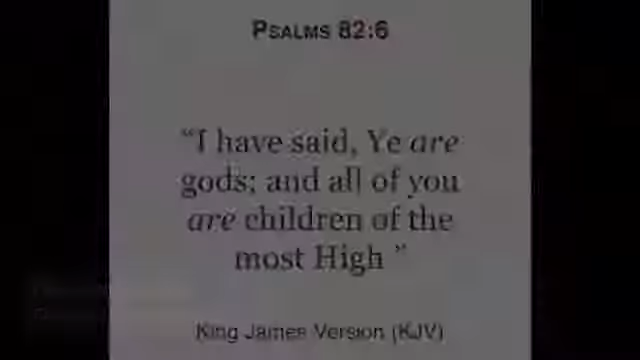 PSALMS 82:6
“I have said, Ye are
gods; and all of you
are children of the
most High ”
King James Version (KJV)